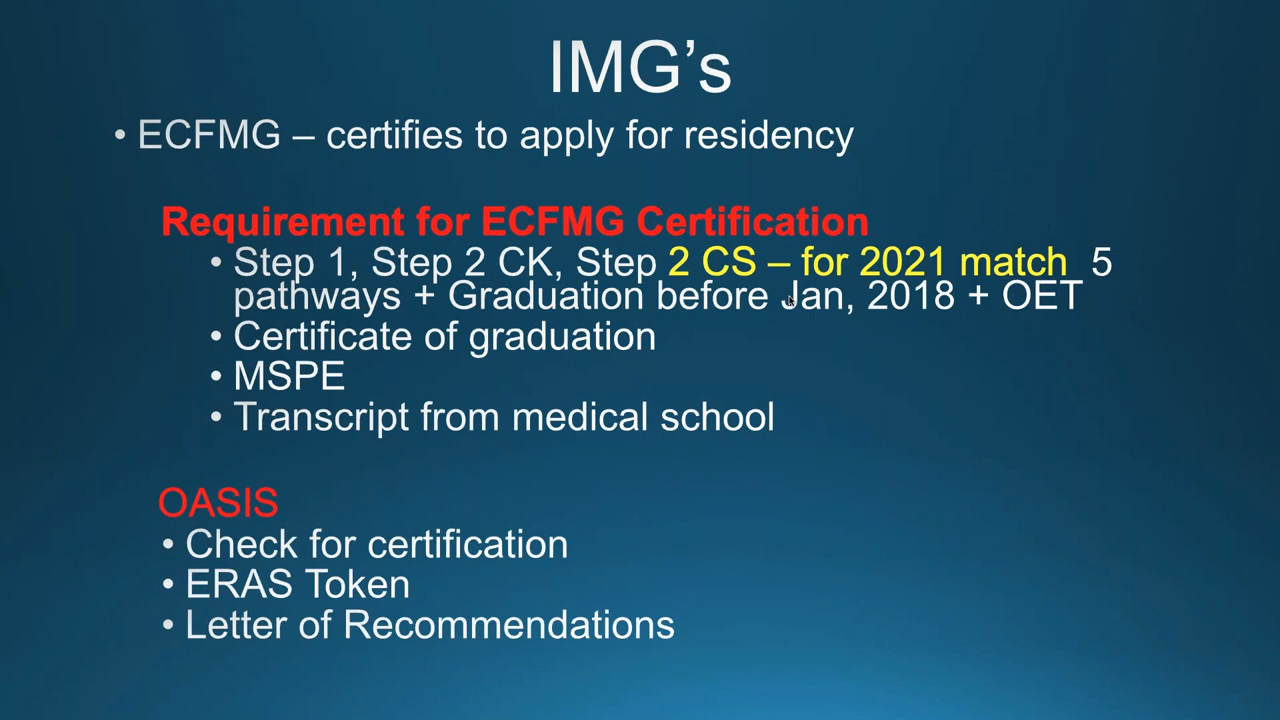 IMG’s
• ECFMG – certifies to apply for residency
Requirement for ECFMG Certification
• Step 1, Step 2 CK, Step 2 CS – for 2021 match 5
pathways + Graduation before Jan, 2018 + OET
• Certificate of graduation
• MSPE
• Transcript from medical school
OASIS
• Check for certification
• ERAS Token
• Letter of Recommendations